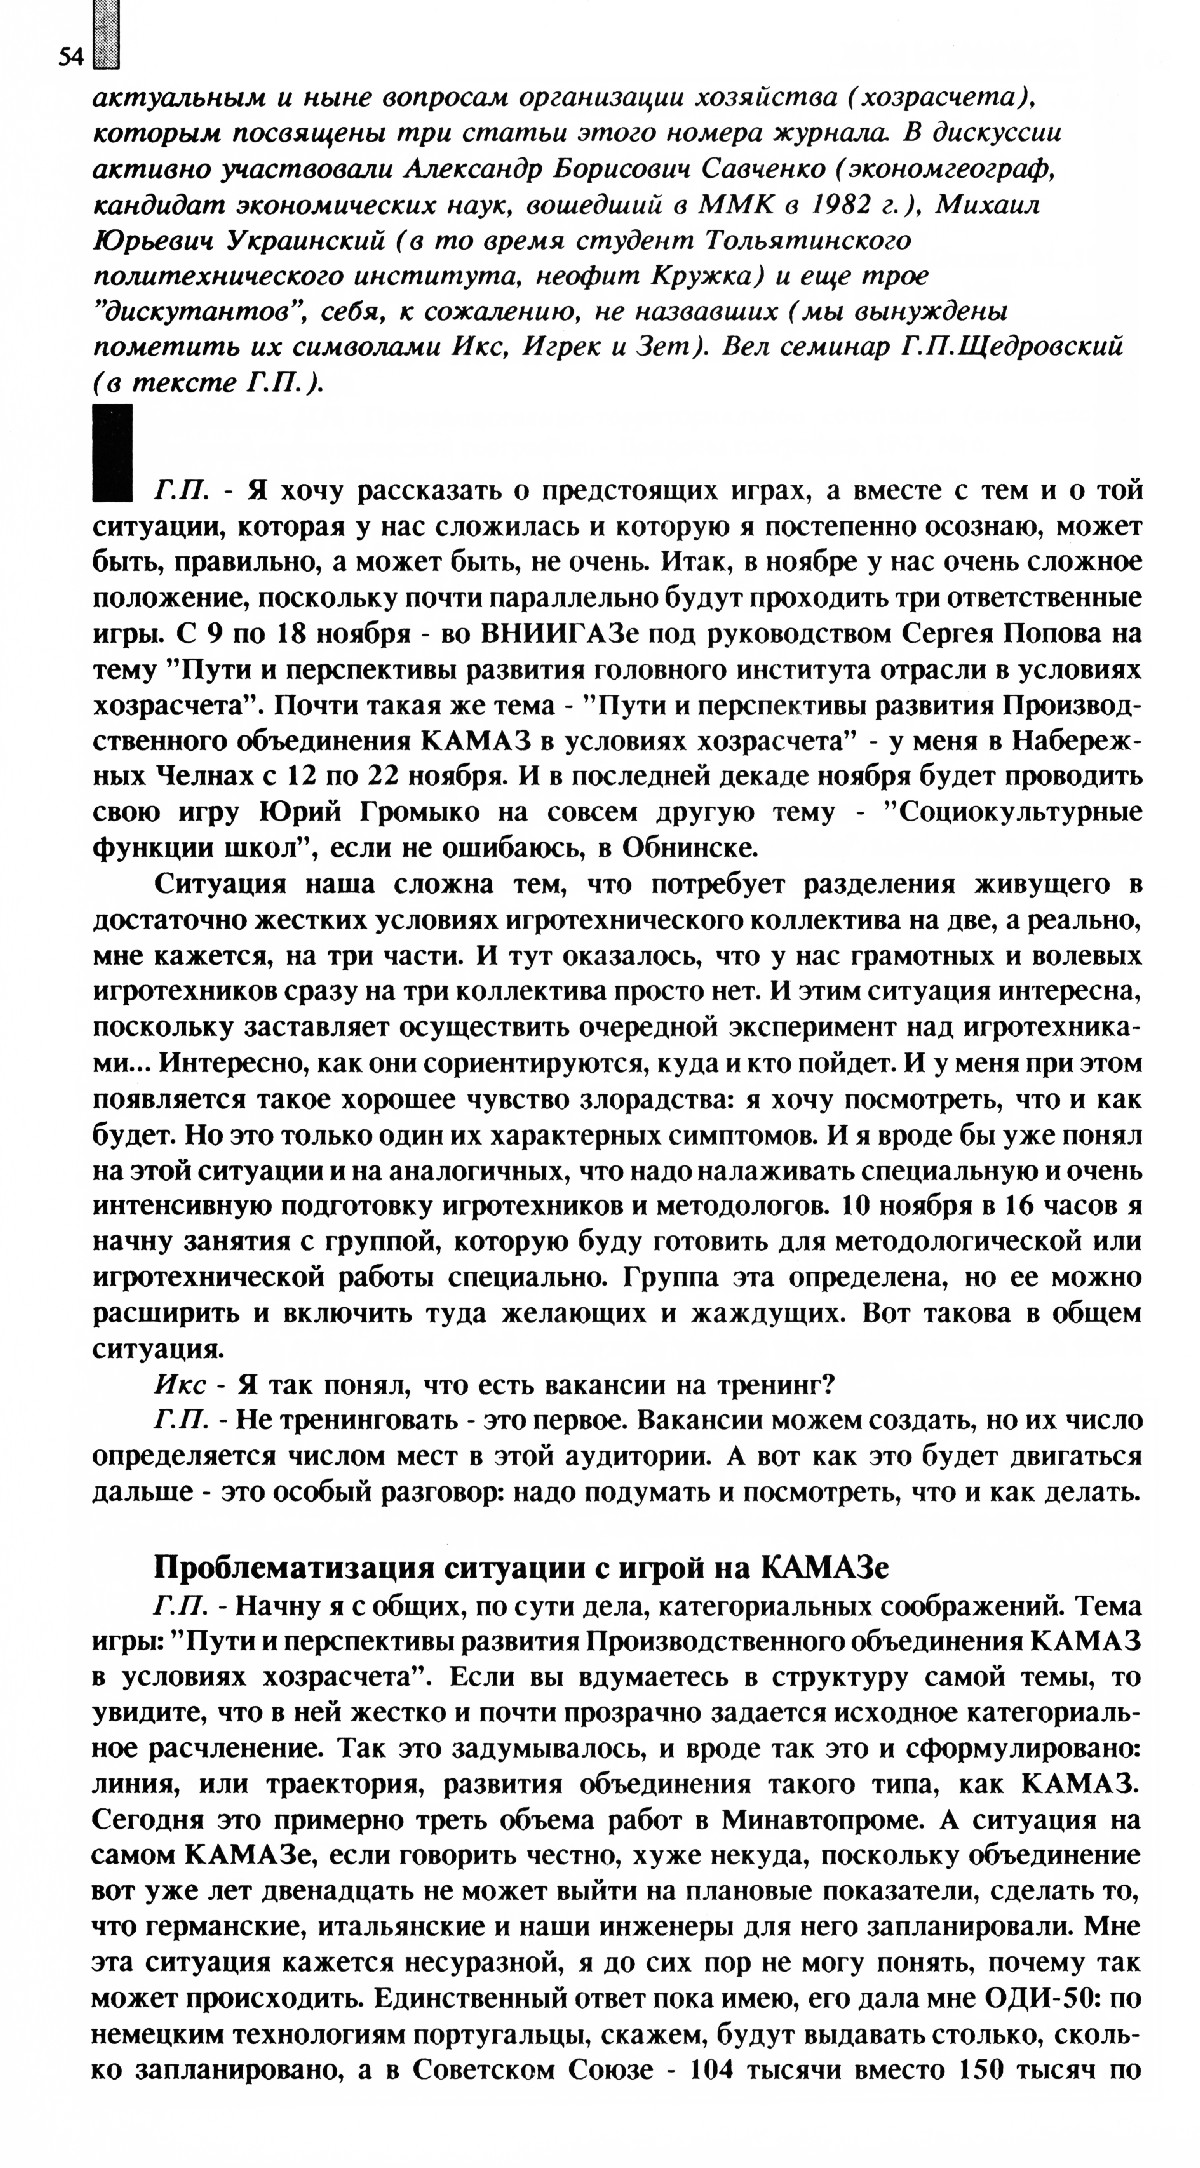 54
актуальным и ныне вопросам организации хозяйства (хозрасчета),
которым посвящены три статьи этого номера журнала. В дискуссии
активно участвовали Александр Борисович Савченко (экономгеограф,
кандидат экономических наук, вошедший в ММК в 1982 г.), Михаил
Юрьевич Украинский (в то время студент Тольятинского
политехнического института, неофит Кружка) и еще трое
”дискутантов”, себя, к сожалению, не назвавших (мы вынуждены
пометить их символами Икс, Игрек и Зет). Вел семинар Г.П.Щедровский
(в тексте Г.П.).
Г.П. - Я хочу рассказать о предстоящих играх, а вместе с тем и о той
ситуации, которая у нас сложилась и которую я постепенно осознаю, может
быть, правильно, а может быть, не очень. Итак, в ноябре у нас очень сложное
положение, поскольку почти параллельно будут проходить три ответственные
игры. С 9 по 18 ноября - во ВНИИГАЗе под руководством Сергея Попова на
тему ”Пути и перспективы развития головного института отрасли в условиях
хозрасчета”. Почти такая же тема - ”Пути и перспективы развития Производ-
ственного объединения КАМАЗ в условиях хозрасчета” - у меня в Набереж-
ных Челнах с 12 по 22 ноября. И в последней декаде ноября будет проводить
свою игру Юрий Громыко на совсем другую тему - ”Социокультурные
функции школ”, если не ошибаюсь, в Обнинске.
Ситуация наша сложна тем, что потребует разделения живущего в
достаточно жестких условиях игротехнического коллектива на две, а реально,
мне кажется, на три части. И тут оказалось, что у нас грамотных и волевых
игротехников сразу на три коллектива просто нет. И этим ситуация интересна,
поскольку заставляет осуществить очередной эксперимент над игротехника-
ми... Интересно, как они сориентируются, куда и кто пойдет. И у меня при этом
появляется такое хорошее чувство злорадства: я хочу посмотреть, что и как
будет. Но это только один их характерных симптомов. И я вроде бы уже понял
на этой ситуации и на аналогичных, что надо налаживать специальную и очень
интенсивную подготовку игротехников и методологов. 10 ноября в 16 часов я
начну занятия с группой, которую буду готовить для методологической или
игротехнической работы специально. Группа эта определена, но ее можно
расширить и включить туда желающих и жаждущих. Вот такова в общем
ситуация.
Икс - Я так понял, что есть вакансии на тренинг?
Г.П. - Не тренинговать - это первое. Вакансии можем создать, но их число
определяется числом мест в этой аудитории. А вот как это будет двигаться
дальше - это особый разговор: надо подумать и посмотреть, что и как делать.
Проблематизация ситуации с игрой на КАМАЗе
Г.П. - Начну я с общих, по сути дела, категориальных соображений. Тема
игры: ”Пути и перспективы развития Производственного объединения КАМАЗ
в условиях хозрасчета”. Если вы вдумаетесь в структуру самой темы, то
увидите, что в ней жестко и почти прозрачно задается исходное категориаль-
ное расчленение. Так это задумывалось, и вроде так это и сформулировано:
линия, или траектория, развития объединения такого типа, как КАМАЗ.
Сегодня это примерно треть объема работ в Минавтопроме. А ситуация на
самом КАМАЗе, если говорить честно, хуже некуда, поскольку объединение
вот уже лет двенадцать не может выйти на плановые показатели, сделать то,
что германские, итальянские и наши инженеры для него запланировали. Мне
эта ситуация кажется несуразной, я до сих пор не могу понять, почему так
может происходить. Единственный ответ пока имею, его дала мне ОДИ-50: по
немецким технологиям португальцы, скажем, будут выдавать столько, сколь-
ко запланировано, а в Советском Союзе - 104 тысячи вместо 150 тысяч по